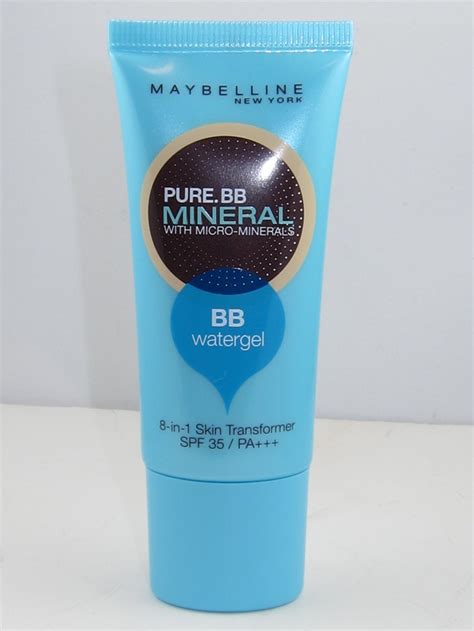 MAYBELLINE
NEW YORK
PURE.BB
MINERAL
WITH MICRO-MINERALS
BB
watergel
8-in-1 Skin Transformer
SPF 35 / PA+++